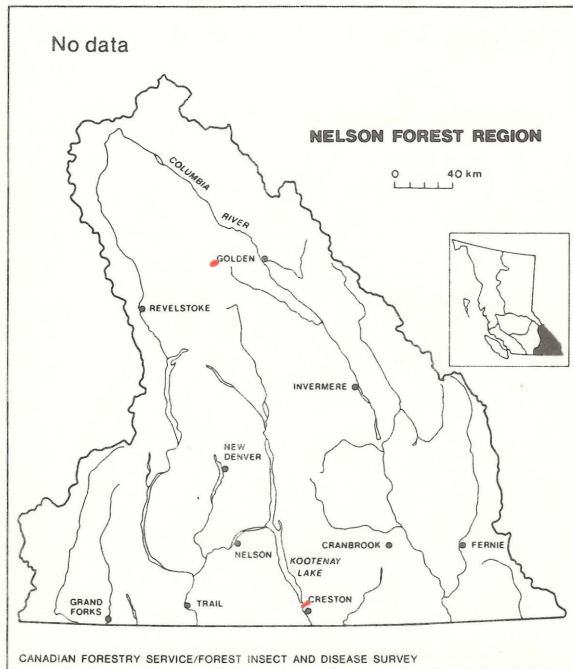 No data
NELSON FOREST REGION
0 40 km
COLUMBIA
RIVER
GOLDEN
REVELSTOKE
INVERMERE
NEW
DENVER
NELSON
CRANBROOK
FERNIE
KOOTENAY
LAKE
GRAND
FORKS
TRAIL
CRESTON
CANADIAN FORESTRY SERVICE/FOREST INSECT AND DISEASE SURVEY